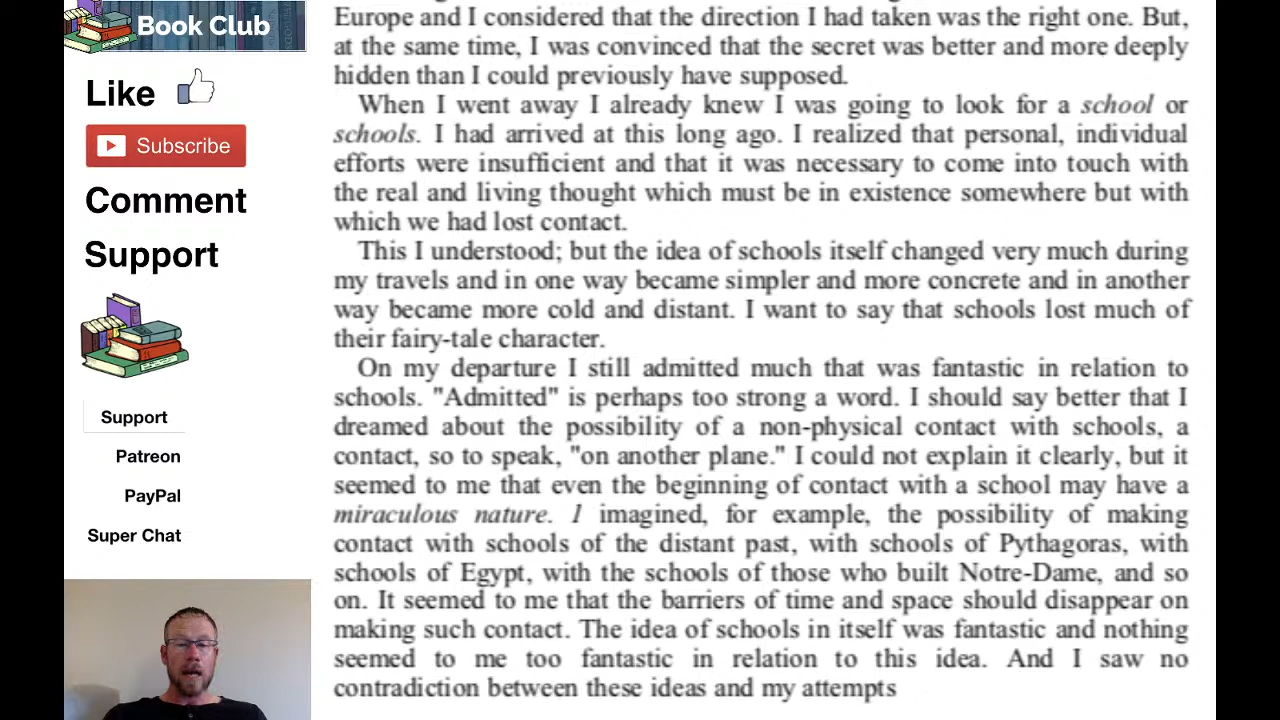 Book Club
Like
Subscribe
Comment
Support
Support
Patreon
PayPal
Super Chat
Europe and I considered that the direction I had taken was the right one. But,
at the same time, I was convinced that the secret was better and more deeply
hidden than I could previously have supposed.
When I went away I already knew I was going to look for a school or
schools. I had arrived at this long ago. I realized that personal, individual
efforts were insufficient and that it was necessary to come into touch with
the real and living thought which must be in existence somewhere but with
which we had lost contact.
This I understood; but the idea of schools itself changed very much during
my travels and in one way became simpler and more concrete and in another
way became more cold and distant. I want to say that schools lost much of
their fairy-tale character.
On my departure I still admitted much that was fantastic in relation to
schools. "Admitted" is perhaps too strong a word. I should say better that I
dreamed about the possibility of a non-physical contact with schools, a
contact, so to speak, "on another plane." I could not explain it clearly, but it
seemed to me that even the beginning of contact with a school may have a
miraculous nature. I imagined, for example, the possibility of making
contact with schools of the distant past, with schools of Pythagoras, with
schools of Egypt, with the schools of those who built Notre-Dame, and so
on. It seemed to me that the barriers of time and space should disappear on
making such contact. The idea of schools in itself was fantastic and nothing
seemed to me too fantastic in relation to this idea. And I saw no
contradiction between these ideas and my attempts